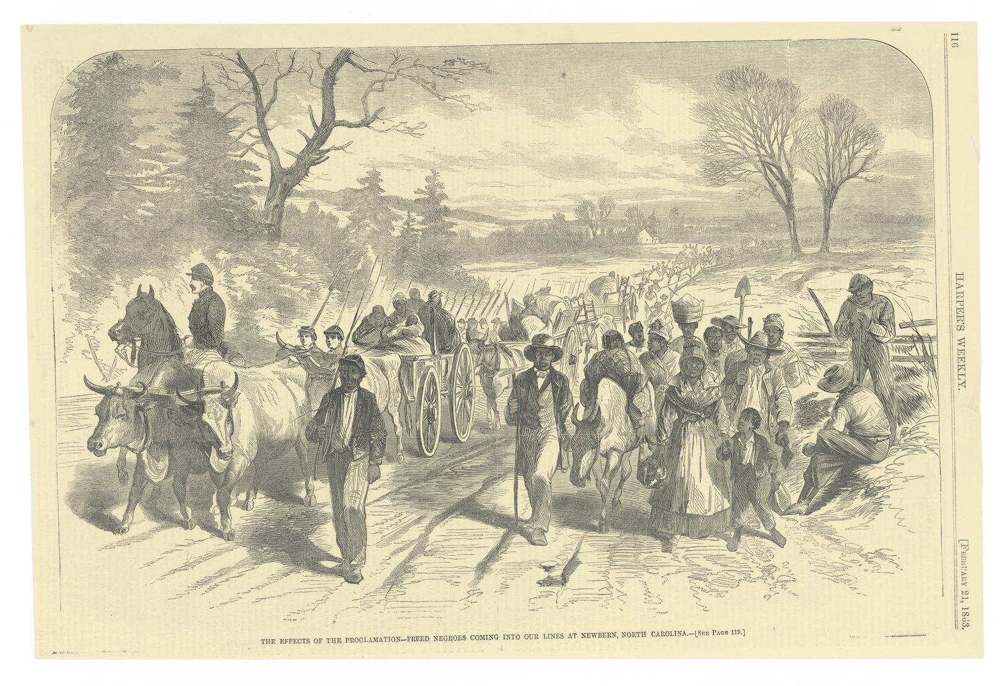 116
HARPER'S WEEKLY.
[FEBRUARY 21, 1863.
THE EFFECTS OF THE PROCLAMATION—FREED NEGROES COMING INTO OUR LINES AT NEWBERN, NORTH CAROLINA.—[SEE PAGE 119.]